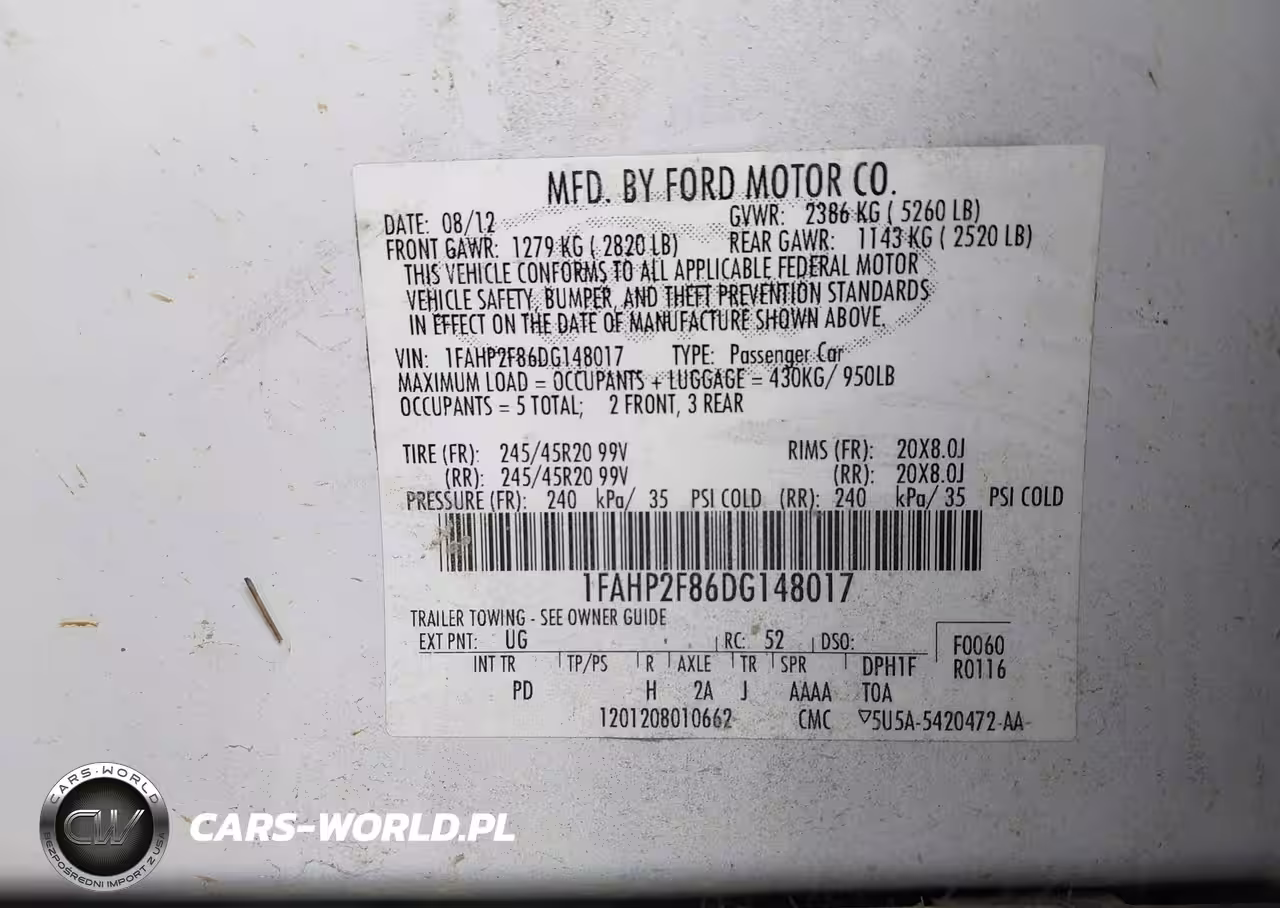 MFD. BY FORD MOTOR CO.
DATE: 08/12 GVWR: 2386 KG ( 5260 LB)
FRONT GAWR: 1279 KG ( 2820 LB) REAR GAWR: 1143 KG ( 2520 LB)
THIS VEHICLE CONFORMS TO ALL APPLICABLE FEDERAL MOTOR
VEHICLE SAFETY, BUMPER, AND THEFT PREVENTION STANDARDS
IN EFFECT ON THE DATE OF MANUFACTURE SHOWN ABOVE.
VIN: 1FAHP2F86DG148017 TYPE: Passenger Car
MAXIMUM LOAD = OCCUPANTS + LUGGAGE = 430KG/ 950LB
OCCUPANTS = 5 TOTAL; 2 FRONT, 3 REAR
TIRE (FR): 245/45R20 99V RIMS (FR): 20X8.0J
(RR): 245/45R20 99V (RR): 20X8.0J
PRESSURE (FR): 240 kPa/ 35 PSI COLD (RR): 240 kPa/ 35 PSI COLD
1FAHP2F86DG148017
TRAILER TOWING - SEE OWNER GUIDE
EXT PNT: UG RC: 52 DSO: F0060
INT TR TP/PS R AXLE TR SPR DPH1F R0116
PD H 2A J AAAA T0A
1201208010662 CMC ▽5U5A-5420472-AA
CARS-WORLD
CW
BEZPOŚREDNI IMPORT Z USA
CARS-WORLD.PL